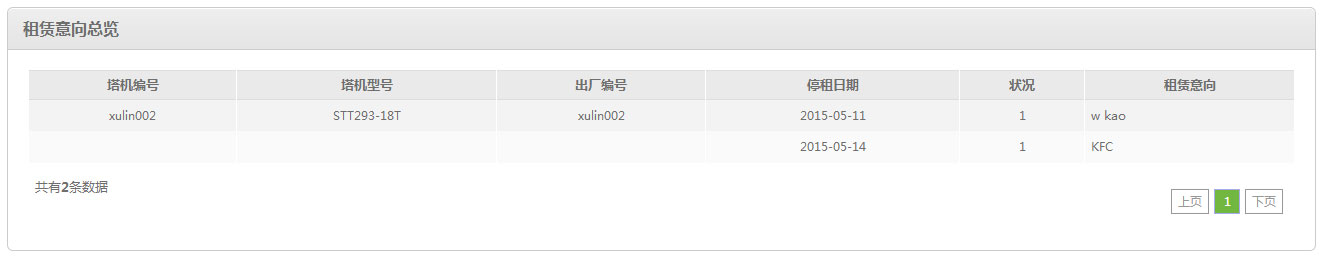 租赁意向总览
塔机编号 塔机型号 出厂编号 停租日期 状况 租赁意向
xulin002 STT293-18T xulin002 2015-05-11 1 w kao
2015-05-14 1 KFC
共有2条数据
上页 1 下页